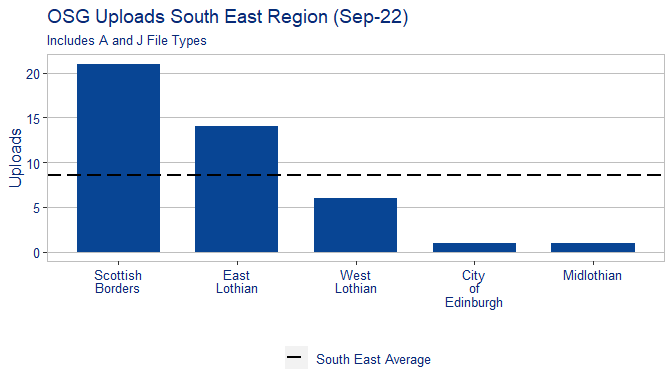 OSG Uploads South East Region (Sep-22)
Includes A and J File Types
Uploads
20
15
10
5
0
Scottish
Borders
East
Lothian
West
Lothian
City
of
Edinburgh
Midlothian
South East Average